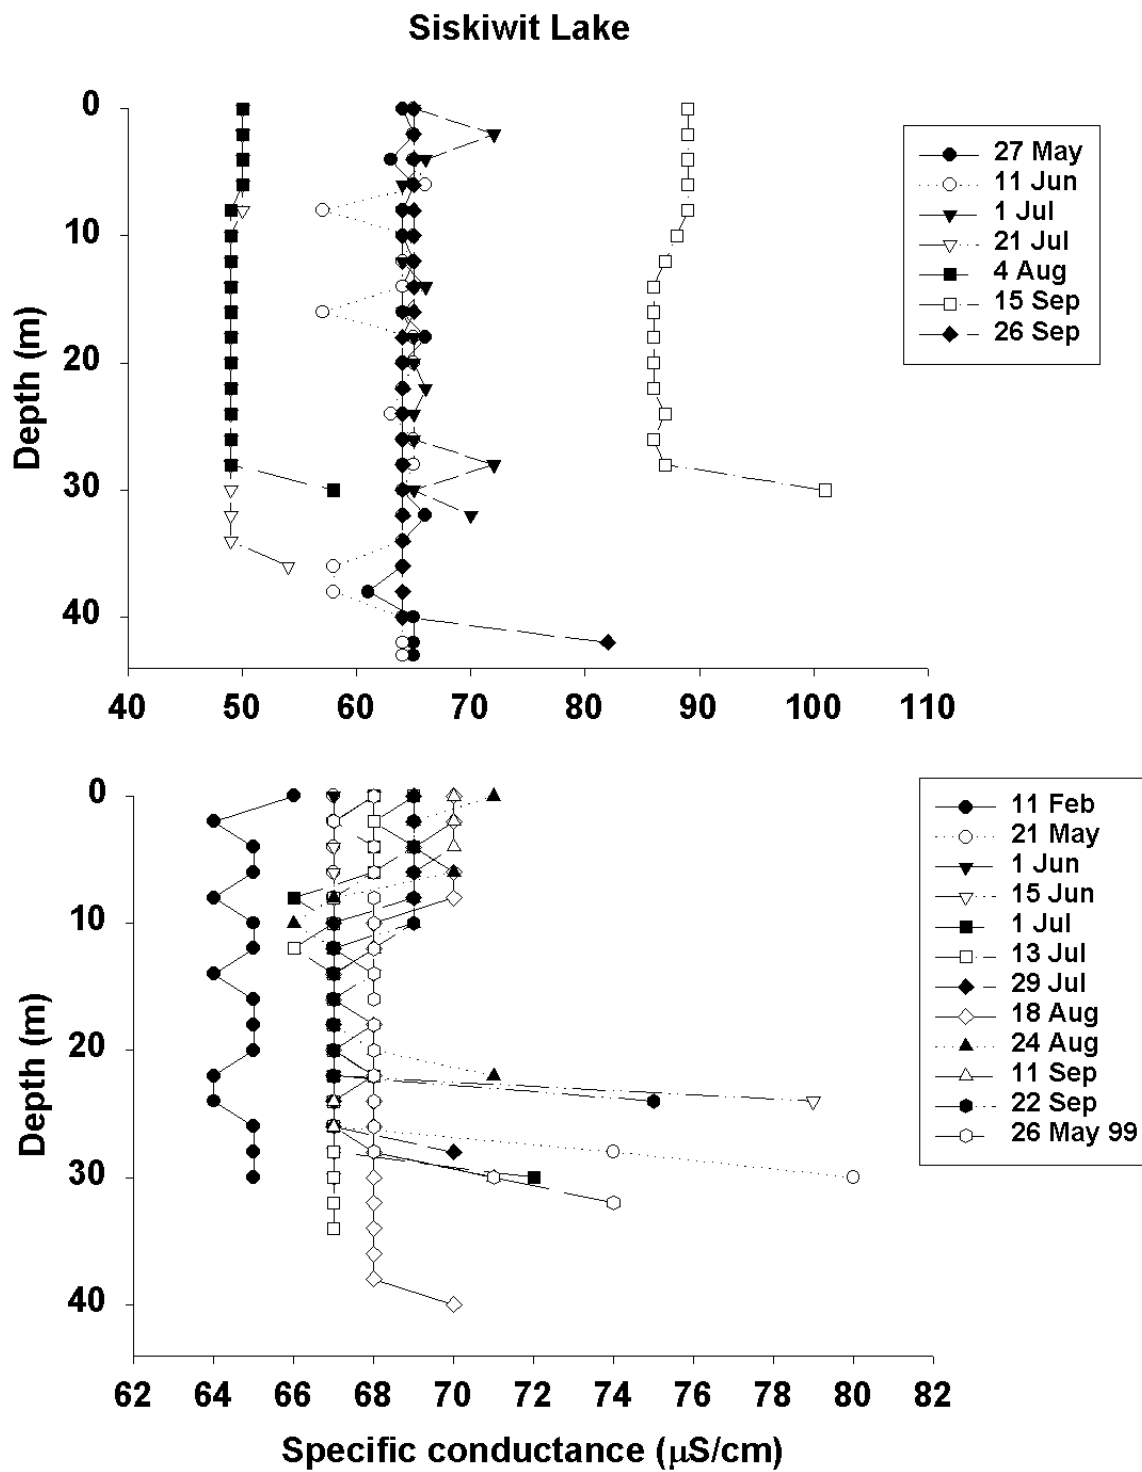 Siskiwit Lake
0
10
20
30
40
Depth (m)
40 50 60 70 80 90 100 110
27 May
11 Jun
1 Jul
21 Jul
4 Aug
15 Sep
26 Sep
0
10
20
30
40
Depth (m)
62 64 66 68 70 72 74 76 78 80 82
Specific conductance (μS/cm)
11 Feb
21 May
1 Jun
15 Jun
1 Jul
13 Jul
29 Jul
18 Aug
24 Aug
11 Sep
22 Sep
26 May 99